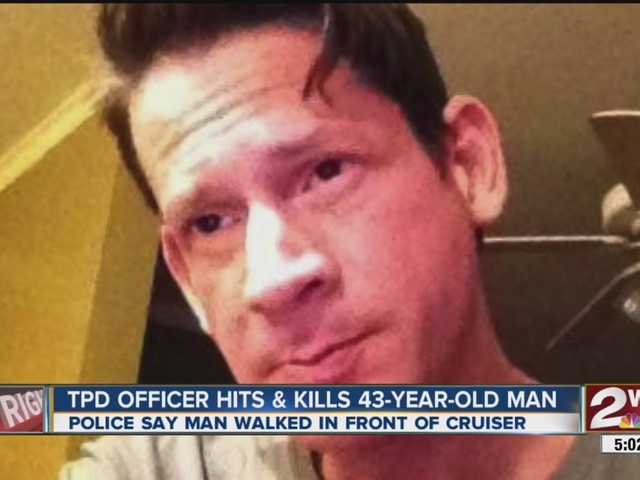 RIGH
TPD OFFICER HITS & KILLS 43-YEAR-OLD MAN
POLICE SAY MAN WALKED IN FRONT OF CRUISER
2
5:02